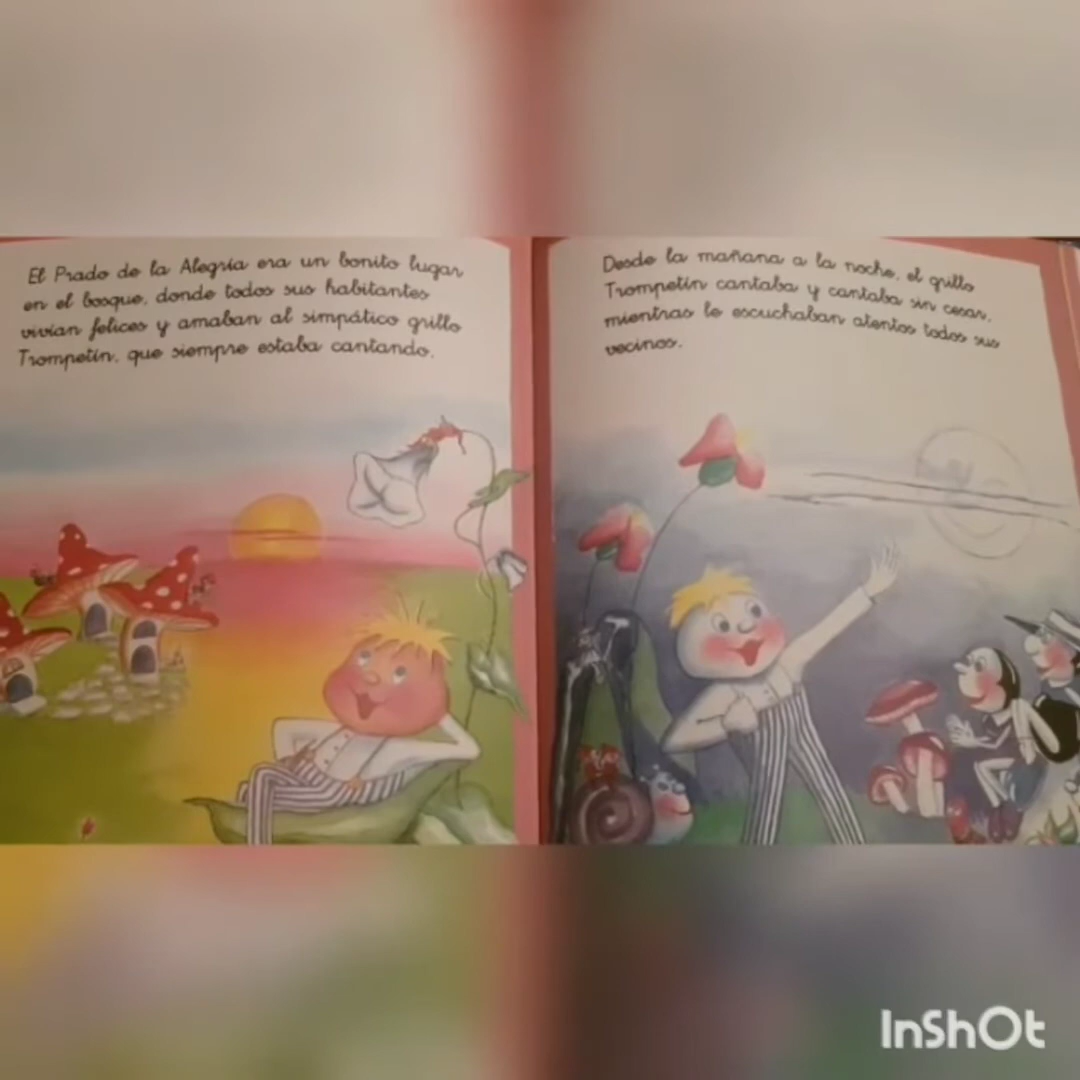 El Prado de la Alegría era un bonito lugar
en el bosque, donde todos sus habitantes
vivían felices y amaban al simpático grillo
Trompetín, que siempre estaba cantando.
Desde la mañana a la noche, el grillo
Trompetín cantaba y cantaba sin cesar,
mientras le escuchaban atentos todos sus
vecinos.
InShOt